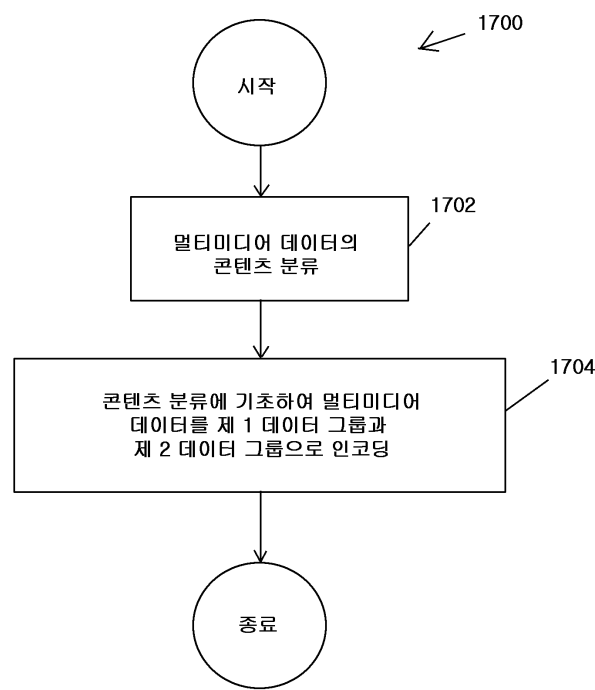 1700
시작
1702
멀티미디어 데이터의
콘텐츠 분류
1704
콘텐츠 분류에 기초하여 멀티미디어
데이터를 제 1 데이터 그룹과
제 2 데이터 그룹으로 인코딩
종료